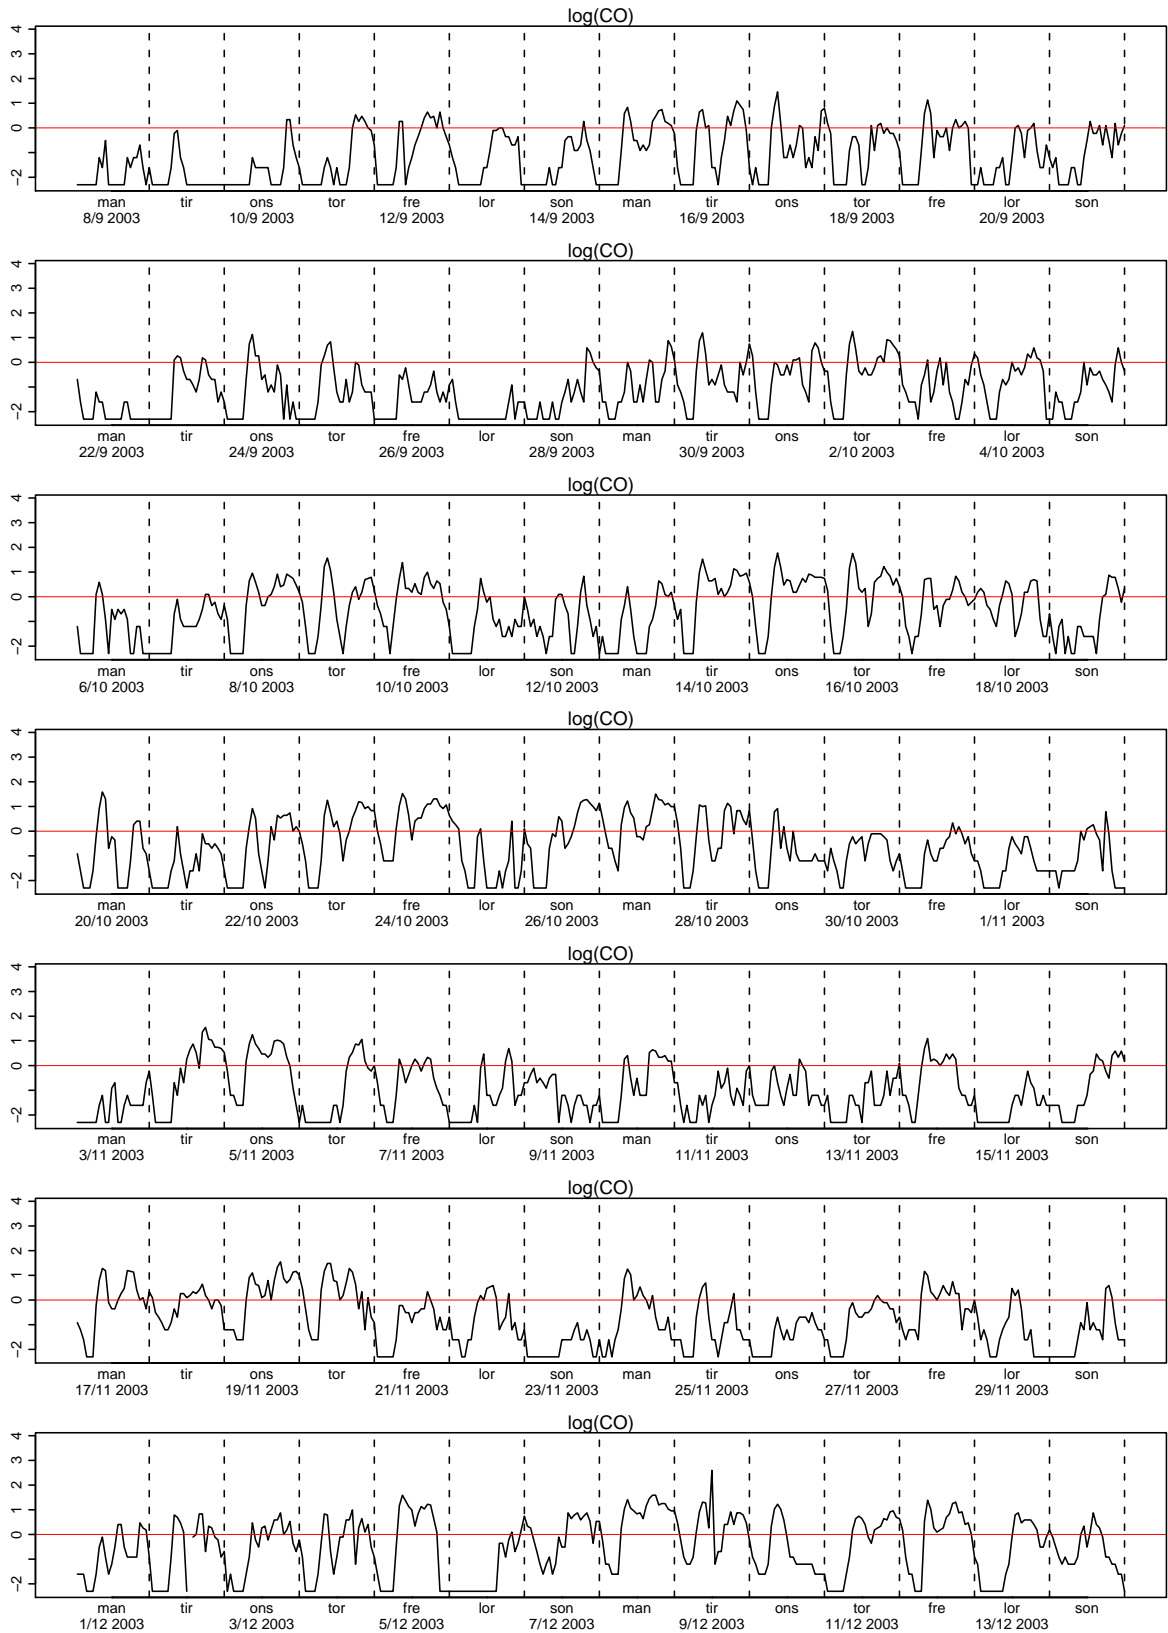 log(CO)
4
3
2
1
0
−2
man tir ons tor fre lor son man tir ons tor fre lor son
8/9 2003 10/9 2003 12/9 2003 14/9 2003 16/9 2003 18/9 2003 20/9 2003
log(CO)
4
3
2
1
0
−2
man tir ons tor fre lor son man tir ons tor fre lor son
22/9 2003 24/9 2003 26/9 2003 28/9 2003 30/9 2003 2/10 2003 4/10 2003
log(CO)
4
3
2
1
0
−2
man tir ons tor fre lor son man tir ons tor fre lor son
6/10 2003 8/10 2003 10/10 2003 12/10 2003 14/10 2003 16/10 2003 18/10 2003
log(CO)
4
3
2
1
0
−2
man tir ons tor fre lor son man tir ons tor fre lor son
20/10 2003 22/10 2003 24/10 2003 26/10 2003 28/10 2003 30/10 2003 1/11 2003
log(CO)
4
3
2
1
0
−2
man tir ons tor fre lor son man tir ons tor fre lor son
3/11 2003 5/11 2003 7/11 2003 9/11 2003 11/11 2003 13/11 2003 15/11 2003
log(CO)
4
3
2
1
0
−2
man tir ons tor fre lor son man tir ons tor fre lor son
17/11 2003 19/11 2003 21/11 2003 23/11 2003 25/11 2003 27/11 2003 29/11 2003
log(CO)
4
3
2
1
0
−2
man tir ons tor fre lor son man tir ons tor fre lor son
1/12 2003 3/12 2003 5/12 2003 7/12 2003 9/12 2003 11/12 2003 13/12 2003